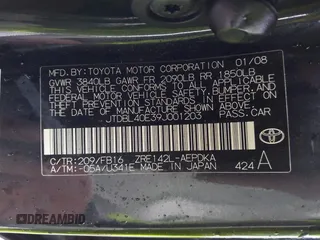 MFD. BY: TOYOTA MOTOR CORPORATION 01/08
GVWR 3840LB GAWR FR 2090LB RR 1850LB
THIS VEHICLE CONFORMS TO ALL APPLICABLE
FEDERAL MOTOR VEHICLE SAFETY, BUMPER, AND
THEFT PREVENTION STANDARDS IN EFFECT ON
THE DATE OF MANUFACTURE SHOWN ABOVE.
JTDBL40E39J001203
PASS. CAR
TOYOTA
C/TR:209/FB16 ZRE142L-AEPDKA
A/TM:-05A/U341E MADE IN JAPAN 424 A
DREAMBID